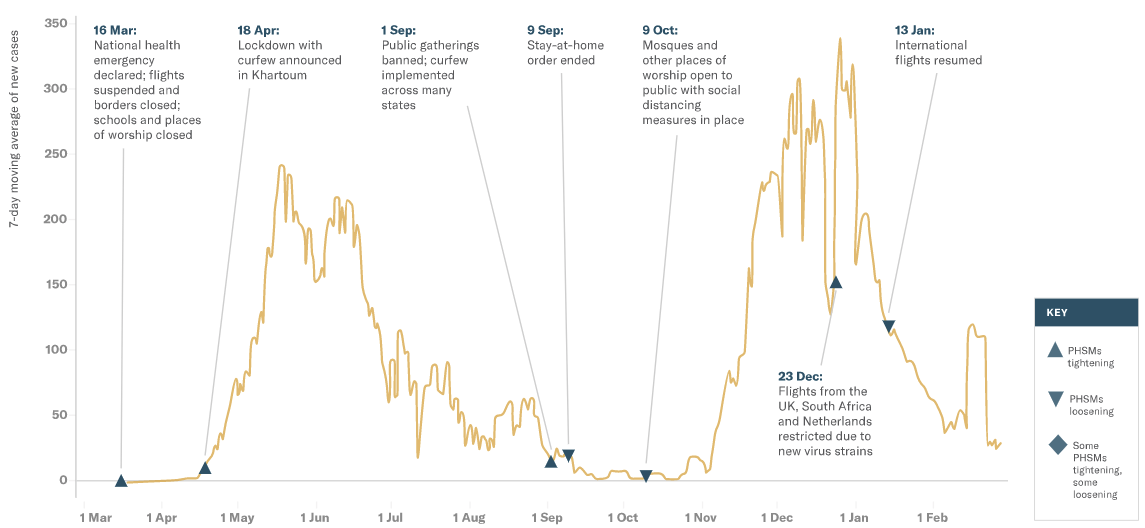 7-day moving average of new cases
350
300
250
200
150
100
50
0
16 Mar:
National health
emergency
declared; flights
suspended and
borders closed;
schools and places
of worship closed
18 Apr:
Lockdown with
curfew announced
in Khartoum
1 Sep:
Public gatherings
banned; curfew
implemented
across many
states
9 Sep:
Stay-at-home
order ended
9 Oct:
Mosques and
other places of
worship open to
public with social
distancing
measures in place
13 Jan:
International
flights resumed
23 Dec:
Flights from the
UK, South Africa
and Netherlands
restricted due to
new virus strains
1 Mar
1 Apr
1 May
1 Jun
1 Jul
1 Aug
1 Sep
1 Oct
1 Nov
1 Dec
1 Jan
1 Feb
KEY
PHSMs
tightening
PHSMs
loosening
Some
PHSMs
tightening,
some
loosening